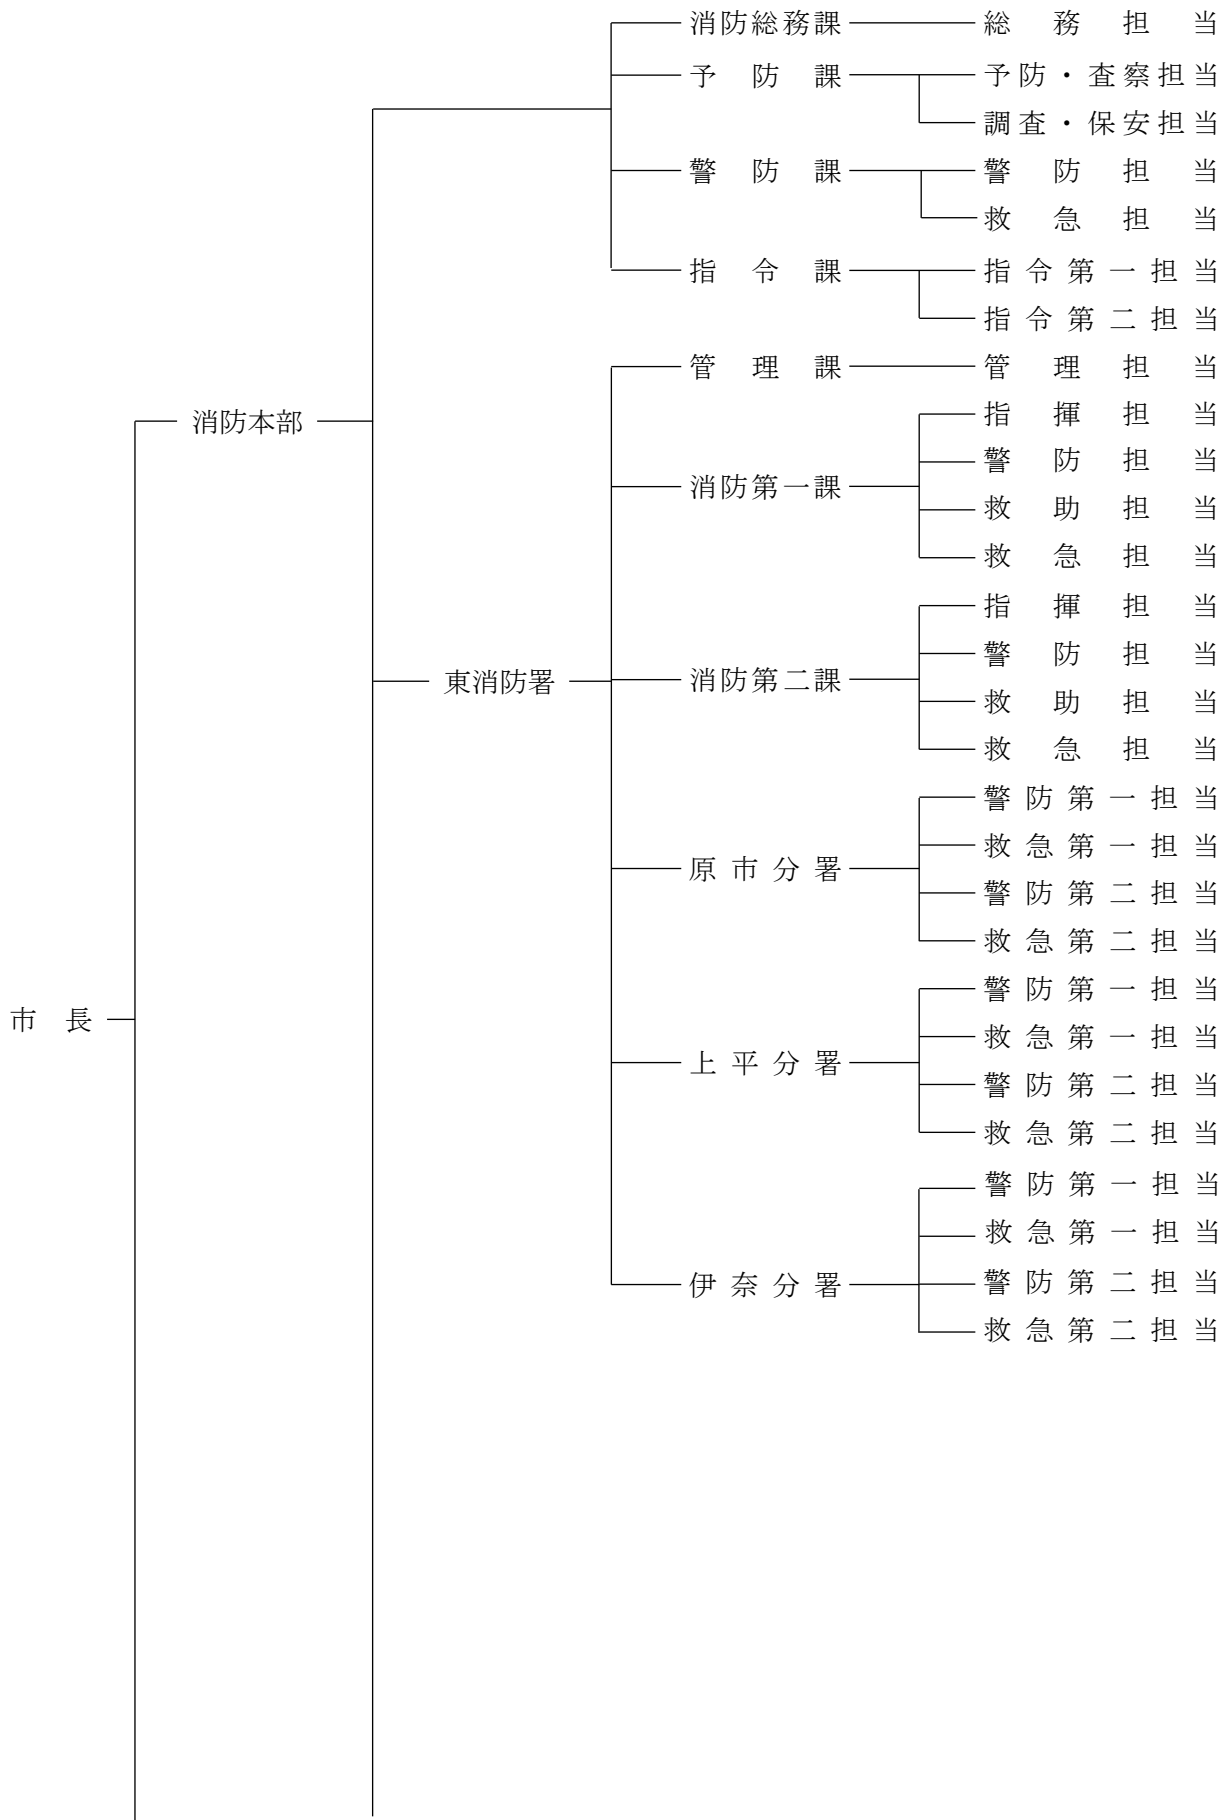 消防総務課 総務担当
予防課 予防・査察担当
調査・保安担当
警防課 警防担当
救急担当
指令課 指令第一担当
指令第二担当
管理課 管理担当
指揮担当
消防本部
警防担当
消防第一課
救助担当
救急担当
指揮担当
警防担当
東消防署 消防第二課
救助担当
救急担当
警防第一担当
救急第一担当
原市分署
警防第二担当
救急第二担当
警防第一担当
市長
救急第一担当
上平分署
警防第二担当
救急第二担当
警防第一担当
救急第一担当
伊奈分署 警防第二担当
救急第二担当